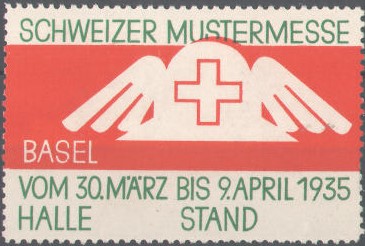 SCHWEIZER MUSTERMESSE
BASEL
VOM 30. MÄRZ BIS 9. APRIL 1935
HALLE STAND